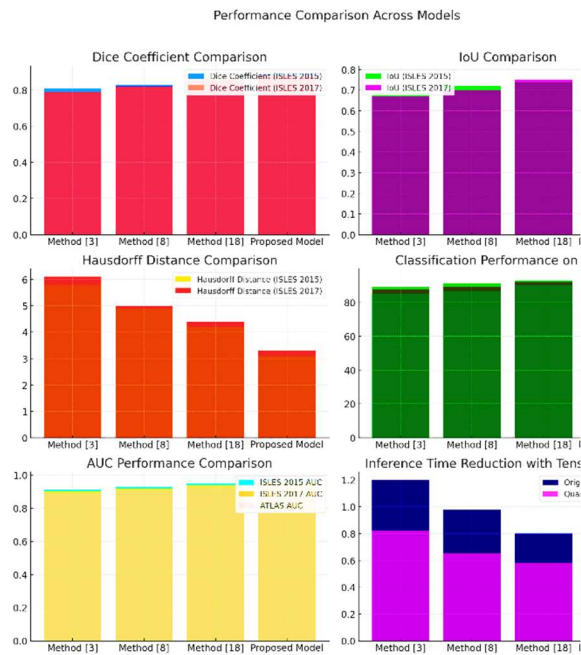 Performance Comparison Across Models
Dice Coefficient Comparison
Dice Coefficient (ISLES 2015)
Dice Coefficient (ISLES 2017)
0.8
0.6
0.4
0.2
0.0
Method [3] Method [8] Method [18] Proposed Model
IoU Comparison
IoU (ISLES 2015)
IoU (ISLES 2017)
0.8
0.7
0.6
0.5
0.4
0.3
0.2
0.1
0.0
Method [3] Method [8] Method [18]
Hausdorff Distance Comparison
Hausdorff Distance (ISLES 2015)
Hausdorff Distance (ISLES 2017)
6
5
4
3
2
1
0
Method [3] Method [8] Method [18] Proposed Model
Classification Performance on
80
60
40
20
0
Method [3] Method [8] Method [18]
AUC Performance Comparison
ISLES 2015 AUC
ISLES 2017 AUC
ATLAS AUC
1.0
0.8
0.6
0.4
0.2
0.0
Method [3] Method [8] Method [18] Proposed Model
Inference Time Reduction with Tens
Orig
Qua
1.2
1.0
0.8
0.6
0.4
0.2
0.0
Method [3] Method [8] Method [18]